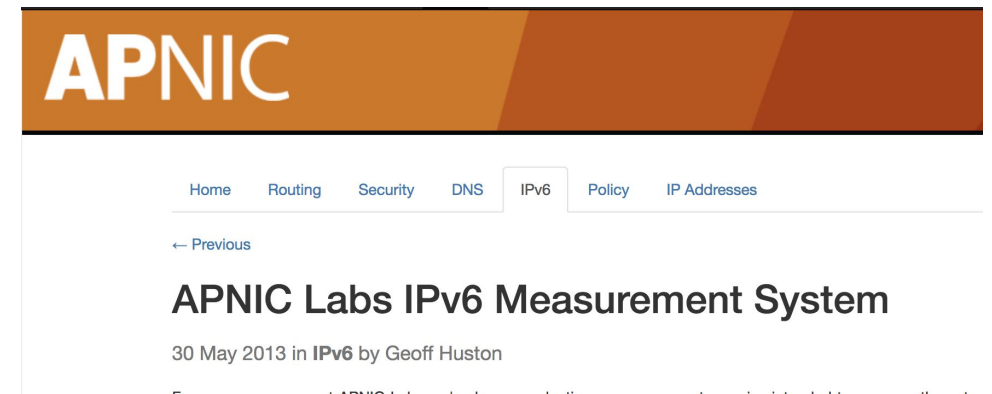 APNIC
Home Routing Security DNS IPv6 Policy IP Addresses
← Previous
APNIC Labs IPv6 Measurement System
30 May 2013 in IPv6 by Geoff Huston